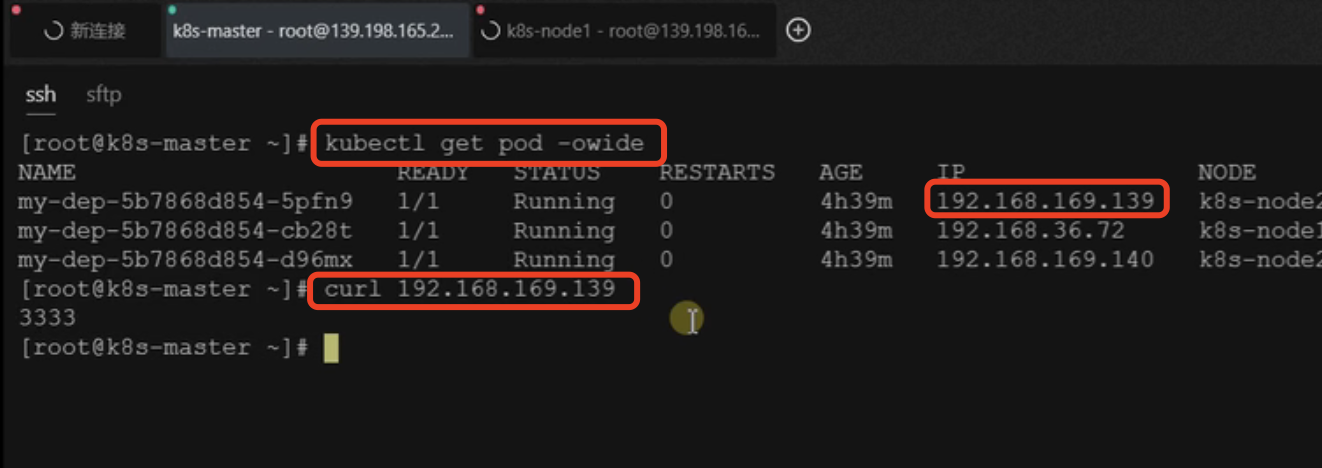 新连接 k8s-master - root@139.198.165.2... k8s-node1 - root@139.198.16...
ssh sftp
[root@k8s-master ~]# kubectl get pod -owide
NAME READY STATUS RESTARTS AGE IP NODE
my-dep-5b7868d854-5pfn9 1/1 Running 0 4h39m 192.168.169.139 k8s-node2
my-dep-5b7868d854-cb28t 1/1 Running 0 4h39m 192.168.36.72 k8s-node1
my-dep-5b7868d854-d96mx 1/1 Running 0 4h39m 192.168.169.140 k8s-node2
[root@k8s-master ~]# curl 192.168.169.139
3333
[root@k8s-master ~]#